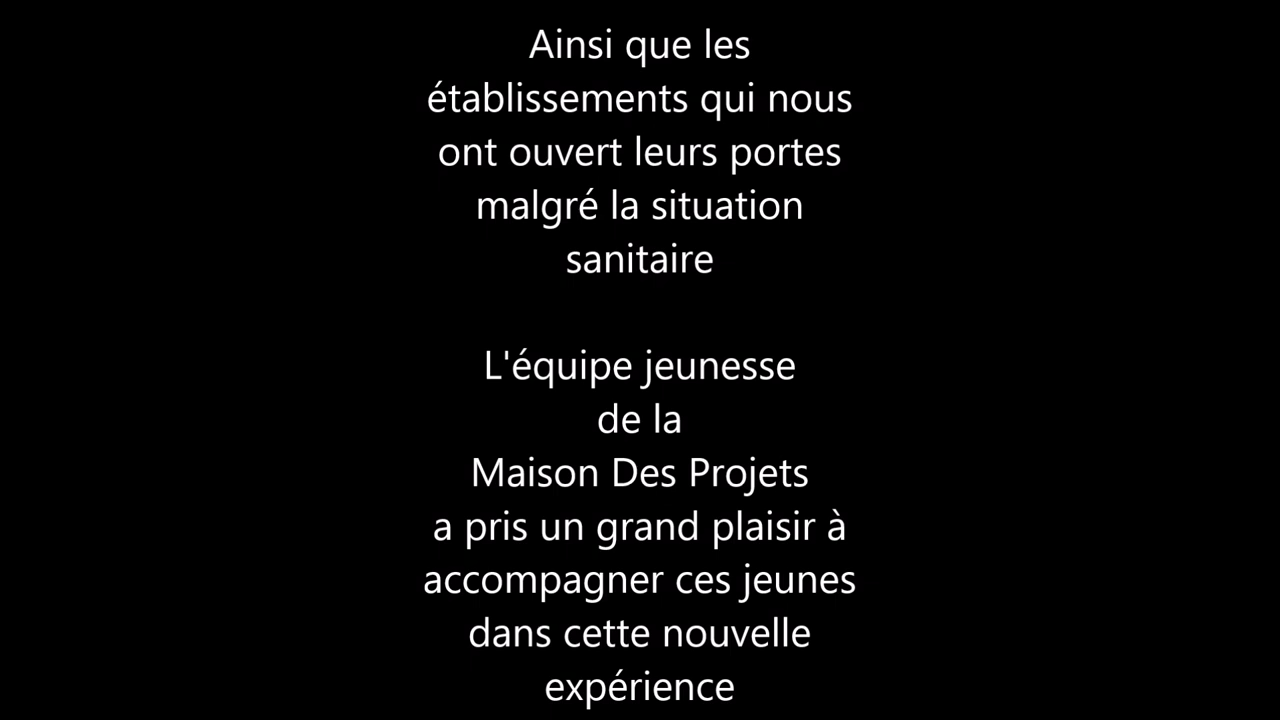 Ainsi que les
établissements qui nous
ont ouvert leurs portes
malgré la situation
sanitaire
L'équipe jeunesse
de la
Maison Des Projets
a pris un grand plaisir à
accompagner ces jeunes
dans cette nouvelle
expérience